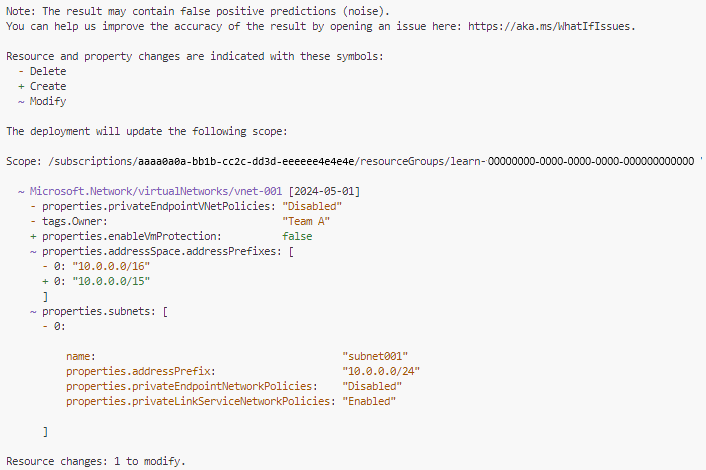 Note: The result may contain false positive predictions (noise).
You can help us improve the accuracy of the result by opening an issue here: https://aka.ms/WhatIfIssues.
Resource and property changes are indicated with these symbols:
- Delete
+ Create
~ Modify
The deployment will update the following scope:
Scope: /subscriptions/aaaa0a0a-bb1b-cc2c-dd3d-eeeeee4e4e4e/resourceGroups/learn-00000000-0000-0000-0000-000000000000 '
~ Microsoft.Network/virtualNetworks/vnet-001 [2024-05-01]
- properties.privateEndpointVNetPolicies: "Disabled"
- tags.Owner: "Team A"
+ properties.enableVmProtection: false
~ properties.addressSpace.addressPrefixes: [
- 0: "10.0.0.0/16"
+ 0: "10.0.0.0/15"
]
~ properties.subnets: [
- 0:
name: "subnet001"
properties.addressPrefix: "10.0.0.0/24"
properties.privateEndpointNetworkPolicies: "Disabled"
properties.privateLinkServiceNetworkPolicies: "Enabled"
]
Resource changes: 1 to modify.